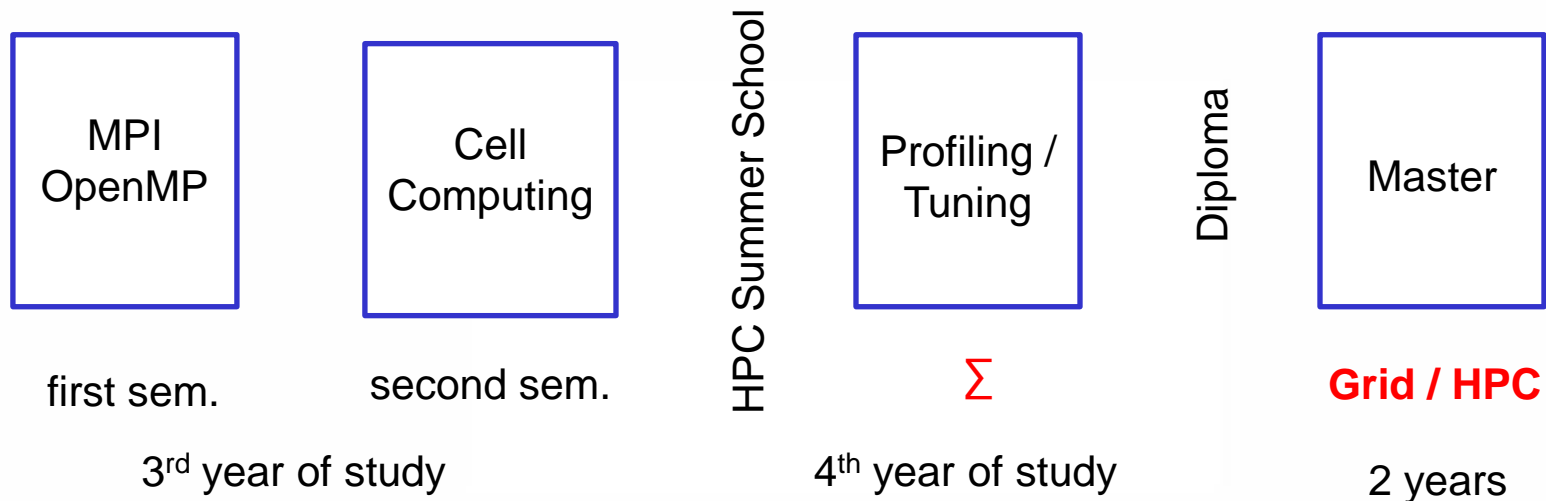 MPI
OpenMP
first sem.
Cell
Computing
second sem.
3rd year of study
HPC Summer School
Profiling /
Tuning
Σ
4th year of study
Diploma
Master
Grid / HPC
2 years